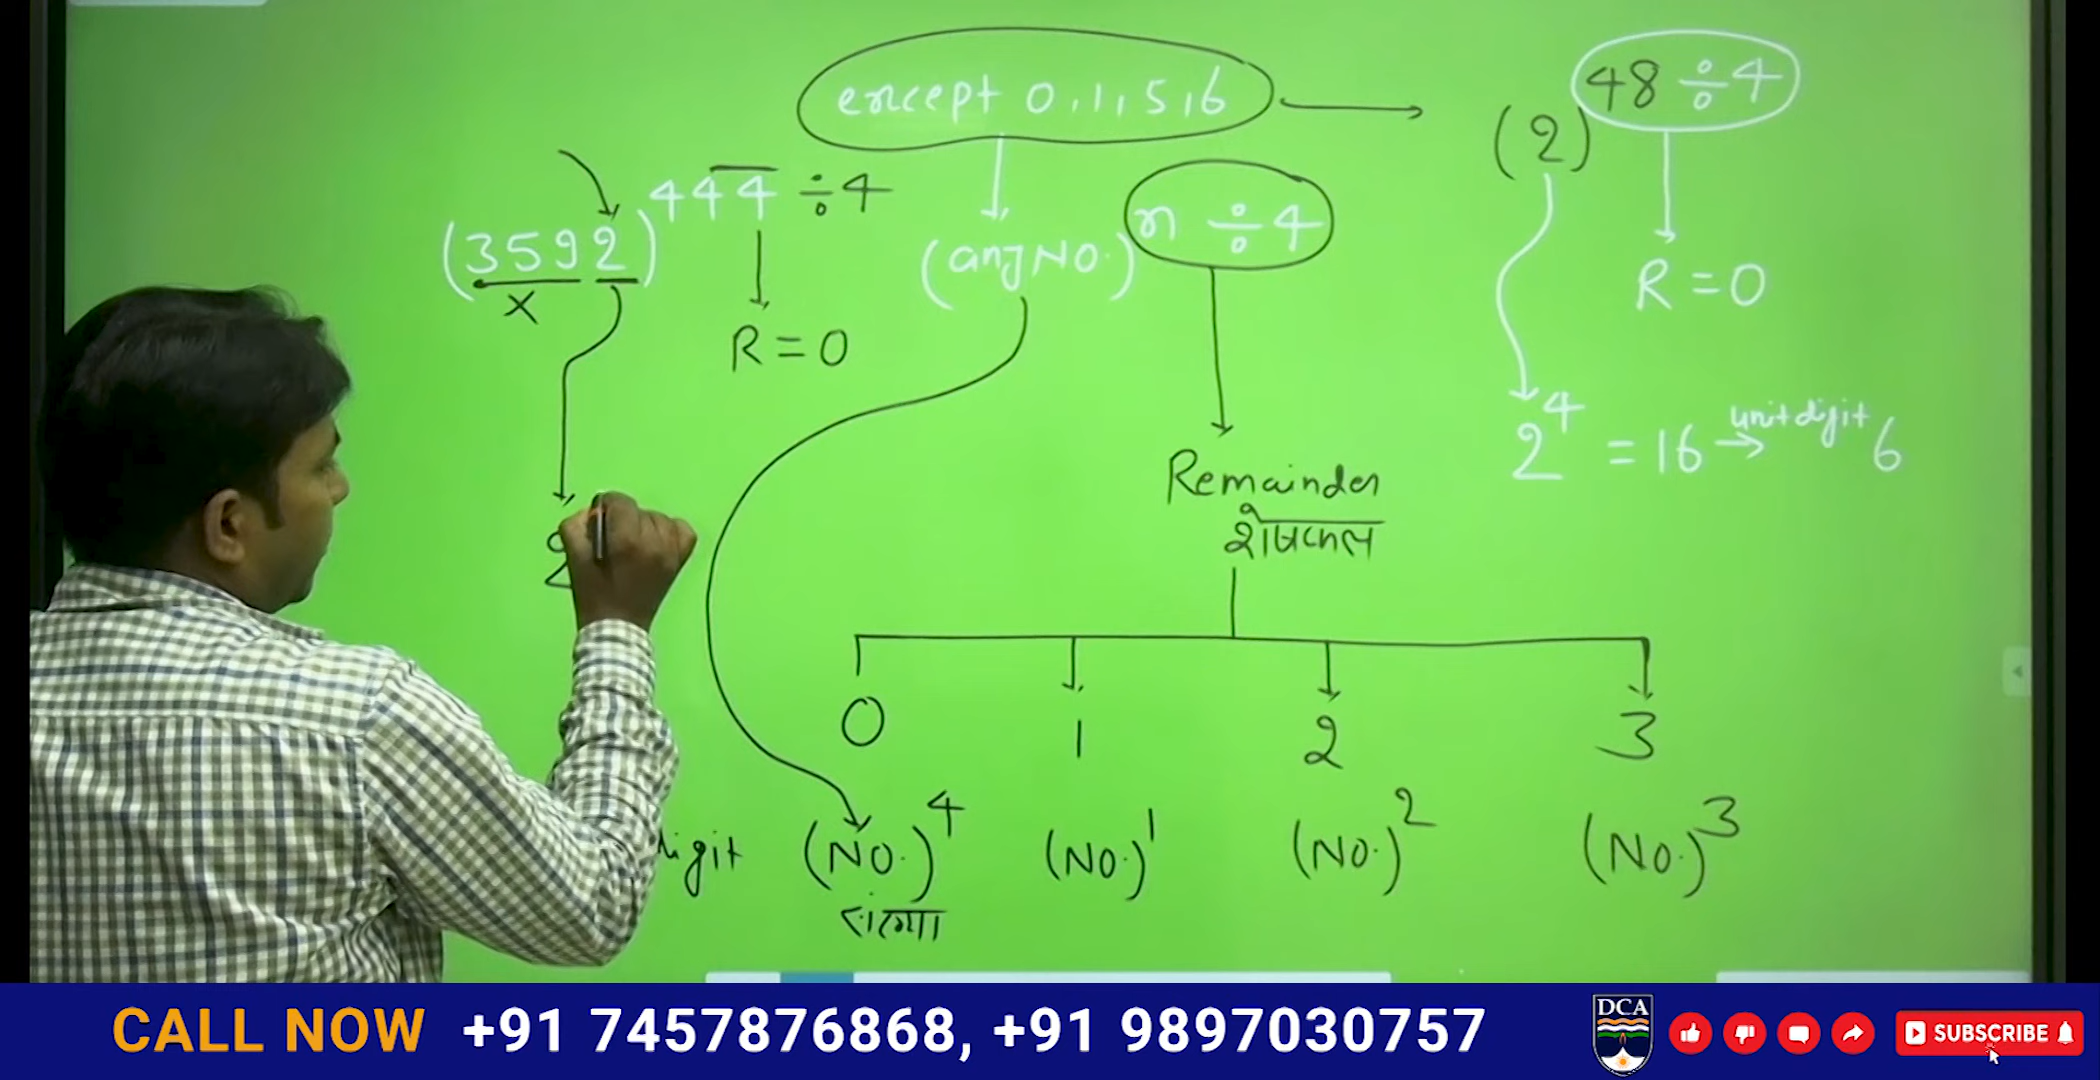 except 0, 1, 5, 6
(2)^48 ÷ 4
R = 0
2^4 = 16 → unit digit 6
(3592)^444 ÷ 4
x
R = 0
(any NO.)^n ÷ 4
Remainder
शेषफल
2
0 1 2 3
digit (NO.)^4 (NO.)^1 (NO.)^2 (NO.)^3
संख्या
CALL NOW +91 7457876868, +91 9897030757
DCA
SUBSCRIBE